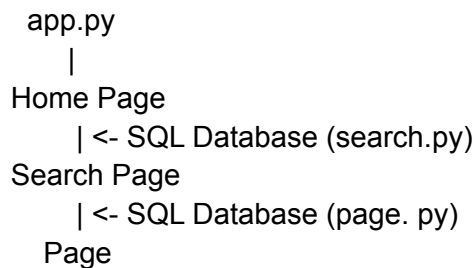 app.py
|
Home Page
| <- SQL Database (search.py)
Search Page
| <- SQL Database (page. py)
Page